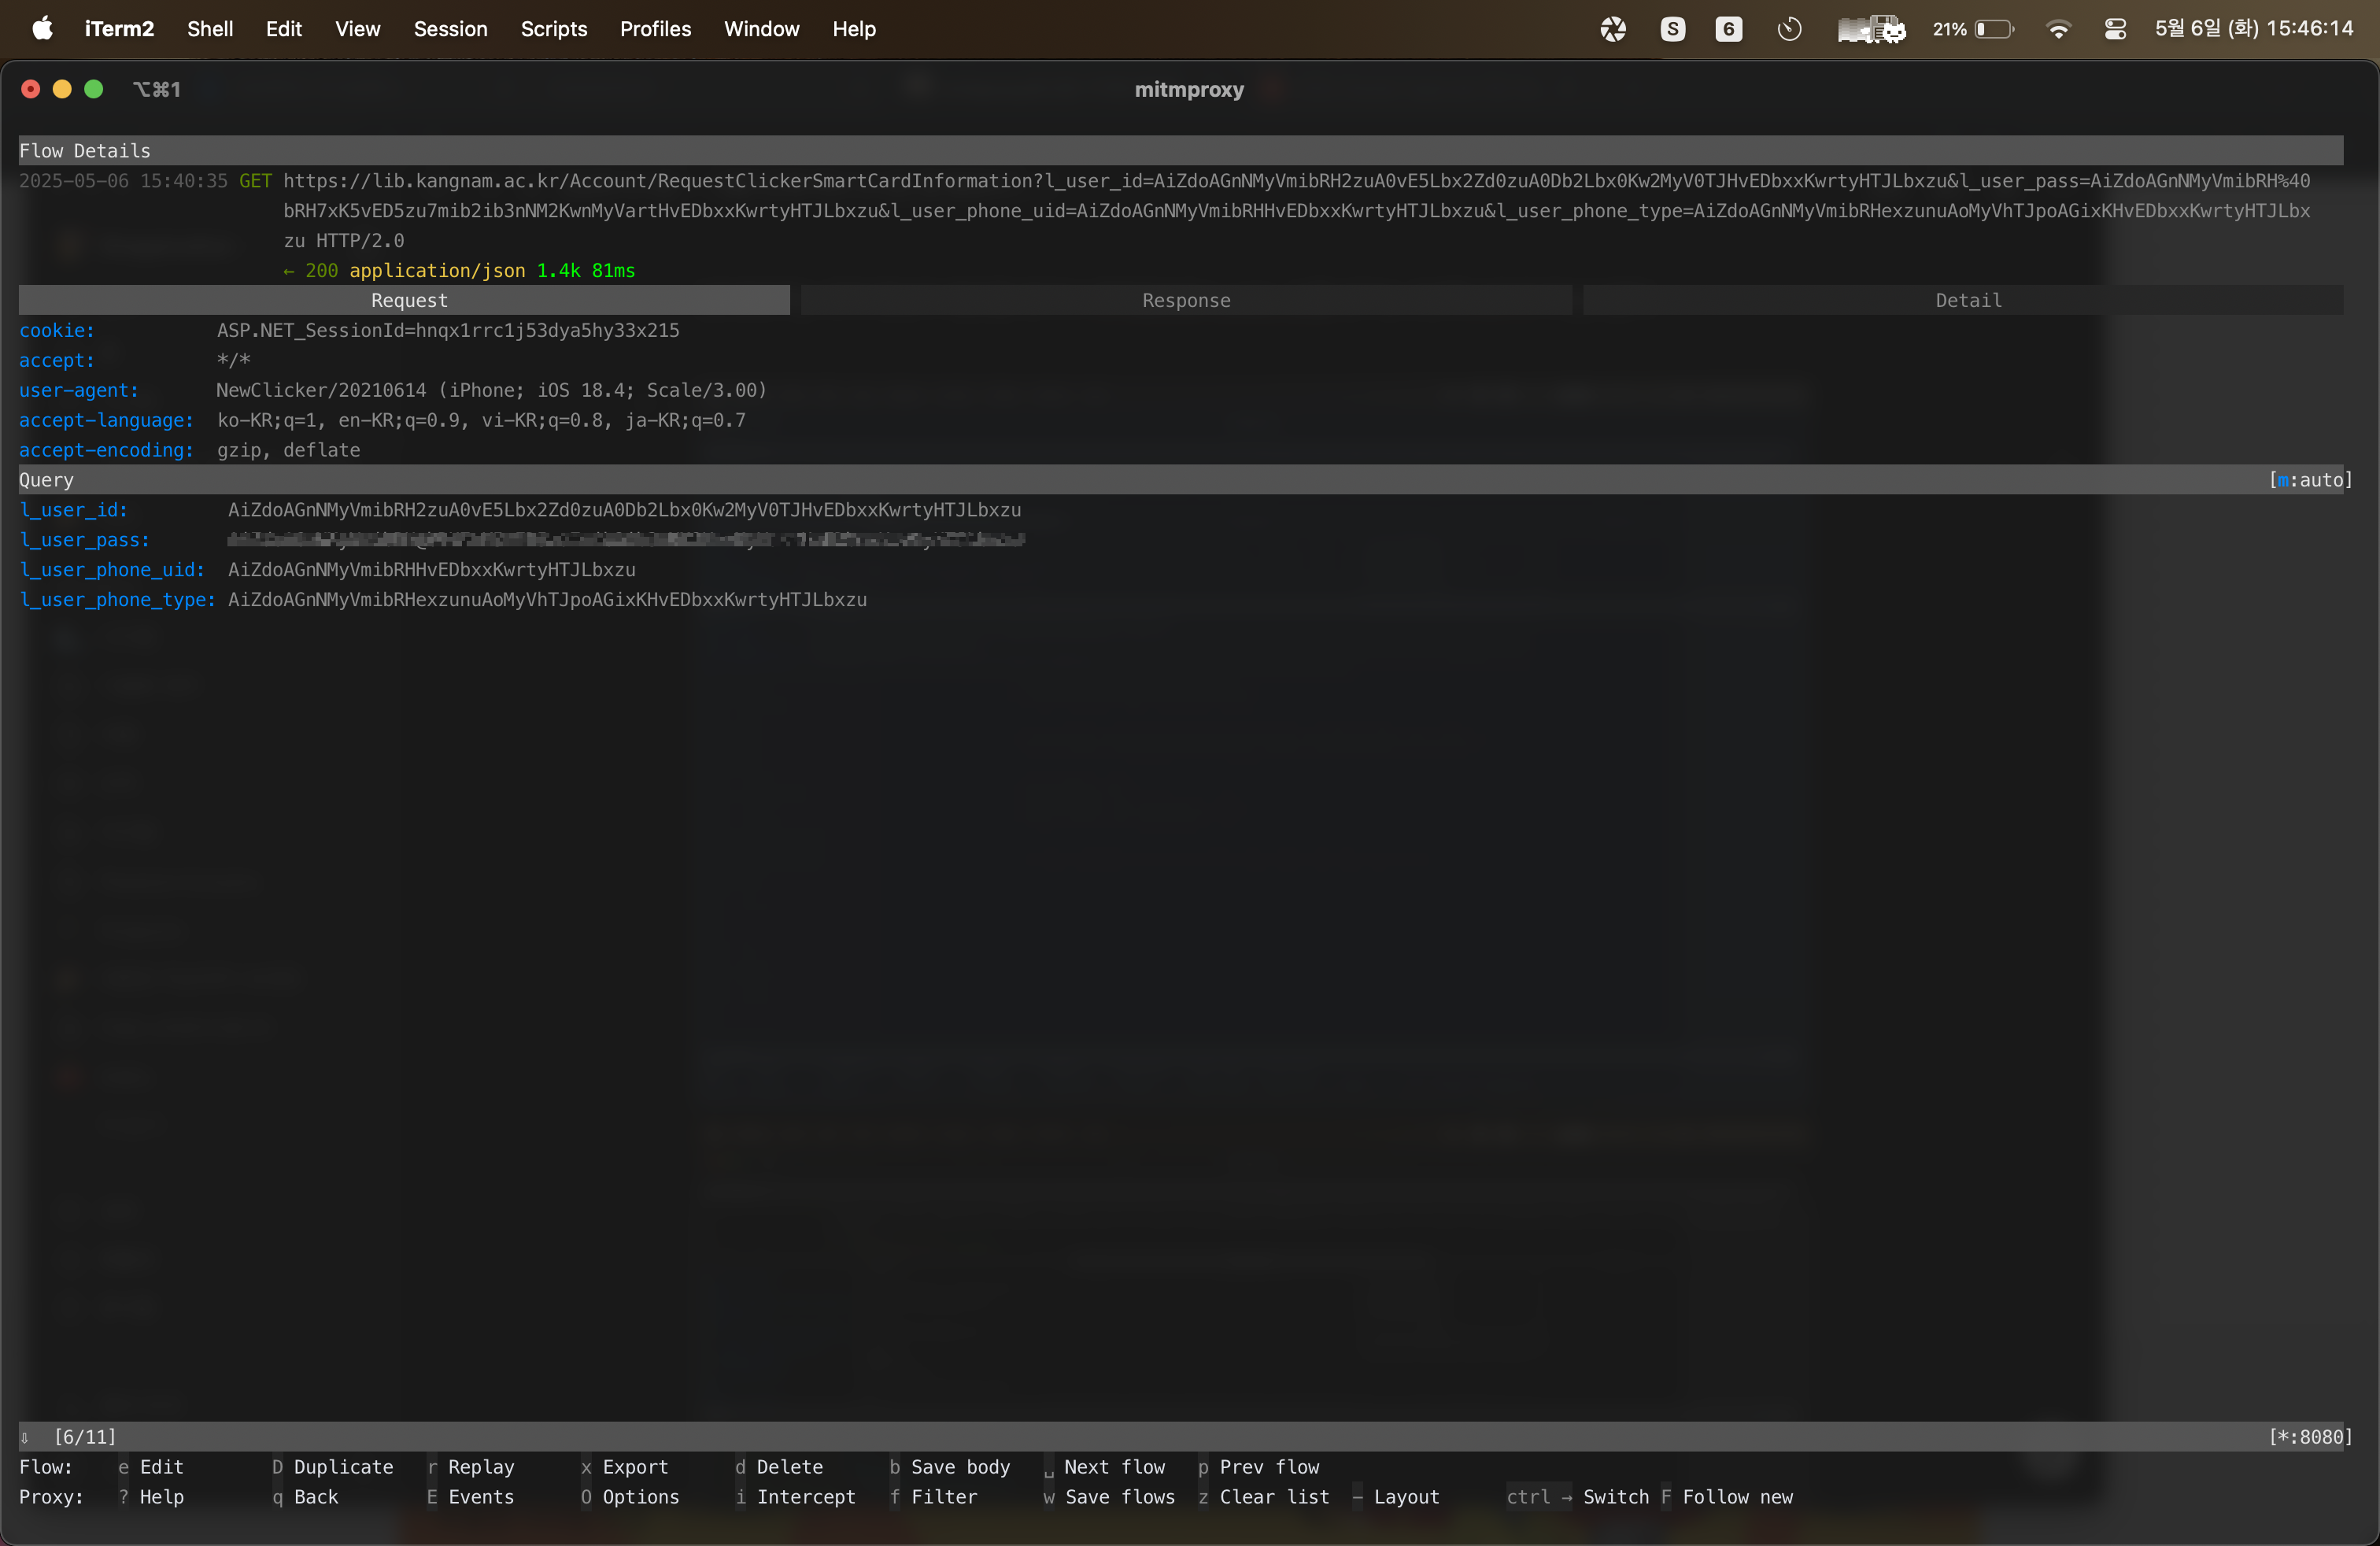 iTerm2 Shell Edit View Session Scripts Profiles Window Help S 6 21% 5월 6일 (화) 15:46:14
⌥⌘1 mitmproxy
Flow Details
2025-05-06 15:40:35 GET https://lib.kangnam.ac.kr/Account/RequestClickerSmartCardInformation?l_user_id=AiZdoAGnNMyVmibRH2zuA0vE5Lbx2Zd0zuA0Db2Lbx0Kw2MyV0TJHvEDbxxKwrtyHTJLbxzu&l_user_pass=AiZdoAGnNMyVmibRH%40
bRH7xK5vED5zu7mib2ib3nNM2KwnMyVartHvEDbxxKwrtyHTJLbxzu&l_user_phone_uid=AiZdoAGnNMyVmibRHHvEDbxxKwrtyHTJLbxzu&l_user_phone_type=AiZdoAGnNMyVmibRHexzunuAoMyVhTJpoAGixKHvEDbxxKwrtyHTJLbx
zu HTTP/2.0
← 200 application/json 1.4k 81ms
Request Response Detail
cookie: ASP.NET_SessionId=hnqx1rrc1j53dya5hy33x215
accept: */*
user-agent: NewClicker/20210614 (iPhone; iOS 18.4; Scale/3.00)
accept-language: ko-KR;q=1, en-KR;q=0.9, vi-KR;q=0.8, ja-KR;q=0.7
accept-encoding: gzip, deflate
Query [m:auto]
l_user_id: AiZdoAGnNMyVmibRH2zuA0vE5Lbx2Zd0zuA0Db2Lbx0Kw2MyV0TJHvEDbxxKwrtyHTJLbxzu
l_user_pass:
l_user_phone_uid: AiZdoAGnNMyVmibRHHvEDbxxKwrtyHTJLbxzu
l_user_phone_type: AiZdoAGnNMyVmibRHexzunuAoMyVhTJpoAGixKHvEDbxxKwrtyHTJLbxzu
⇩ [6/11] [*:8080]
Flow: e Edit D Duplicate r Replay x Export d Delete b Save body ␣ Next flow p Prev flow
Proxy: ? Help q Back E Events O Options i Intercept f Filter w Save flows z Clear list - Layout ctrl → Switch F Follow new